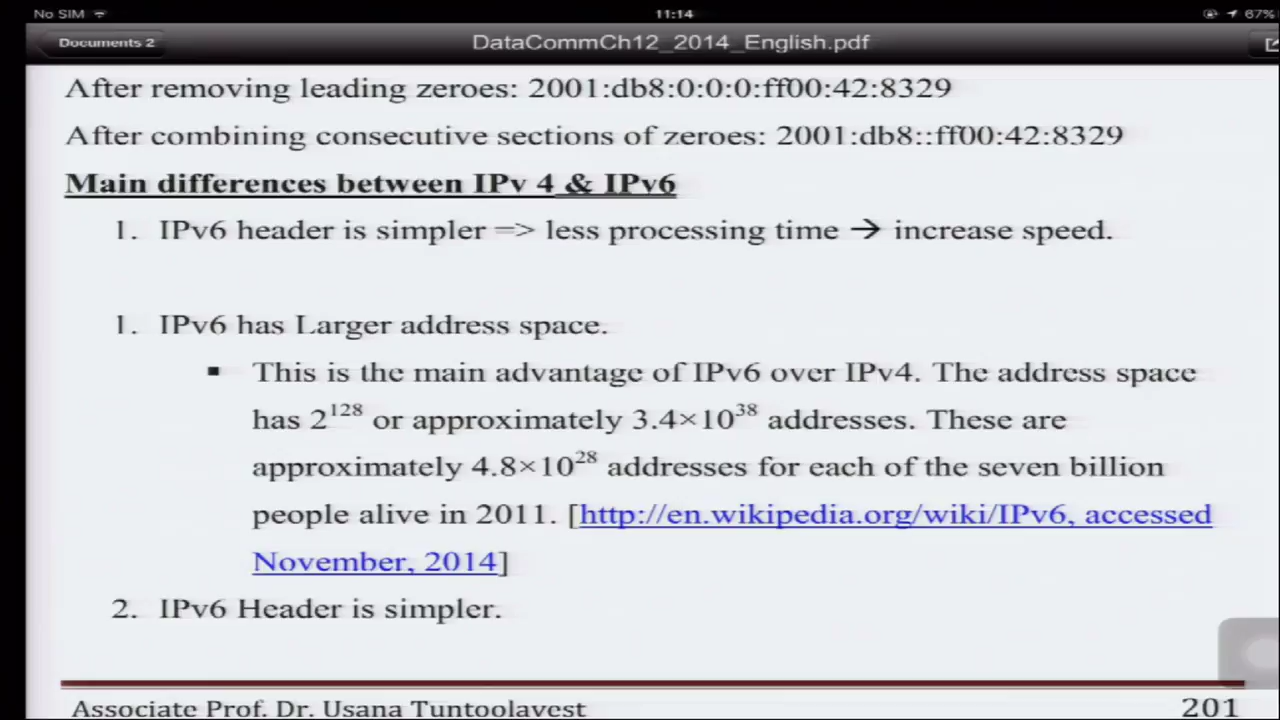 No SIM
11:14
67%
Documents 2
DataCommCh12_2014_English.pdf
After removing leading zeroes: 2001:db8:0:0:0:ff00:42:8329
After combining consecutive sections of zeroes: 2001:db8::ff00:42:8329
Main differences between IPv 4 & IPv6
1. IPv6 header is simpler => less processing time → increase speed.
1. IPv6 has Larger address space.
▪ This is the main advantage of IPv6 over IPv4. The address space
has 2¹²⁸ or approximately 3.4×10³⁸ addresses. These are
approximately 4.8×10²⁸ addresses for each of the seven billion
people alive in 2011. [http://en.wikipedia.org/wiki/IPv6, accessed
November, 2014]
2. IPv6 Header is simpler.
Associate Prof. Dr. Usana Tuntoolavest
201